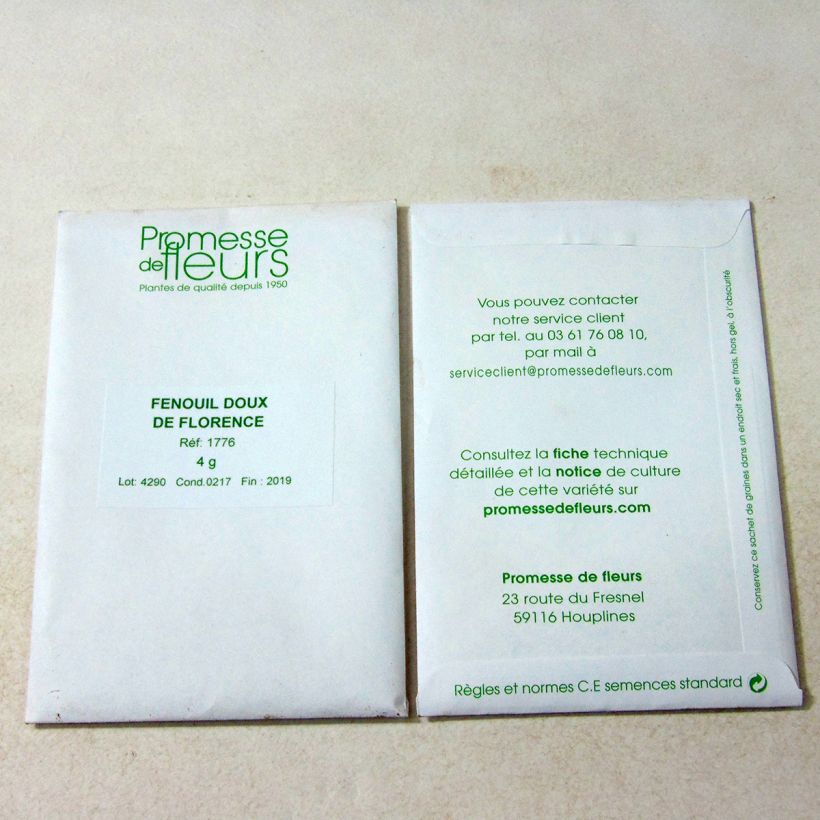 Promesse
de fleurs
Plantes de qualité depuis 1950
FENOUIL DOUX
DE FLORENCE
Réf: 1776
4 g
Lot: 4290 Cond.0217 Fin : 2019
Vous pouvez contacter
notre service client
par tel. au 03 61 76 08 10,
par mail à
serviceclient@promessedefleurs.com
Consultez la fiche technique
détaillée et la notice de culture
de cette variété sur
promessedefleurs.com
Promesse de fleurs
23 route du Fresnel
59116 Houplines
Règles et normes C.E semences standard
Conservez ce sachet de graines dans un endroit sec et frais, hors gel, à l'obscurité